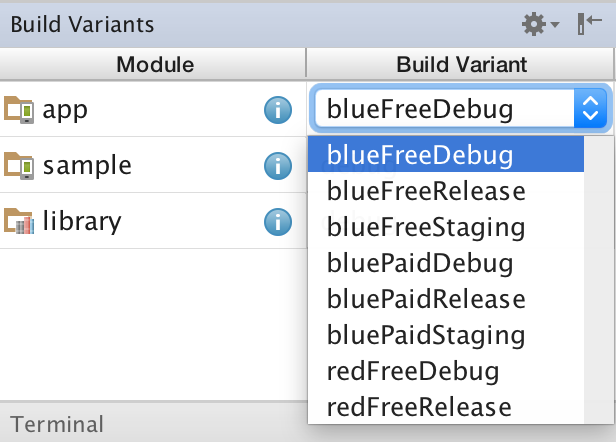 Build Variants
Module Build Variant
app blueFreeDebug
blueFreeDebug
sample
blueFreeRelease
library
blueFreeStaging
bluePaidDebug
bluePaidRelease
bluePaidStaging
redFreeDebug
redFreeRelease
Terminal